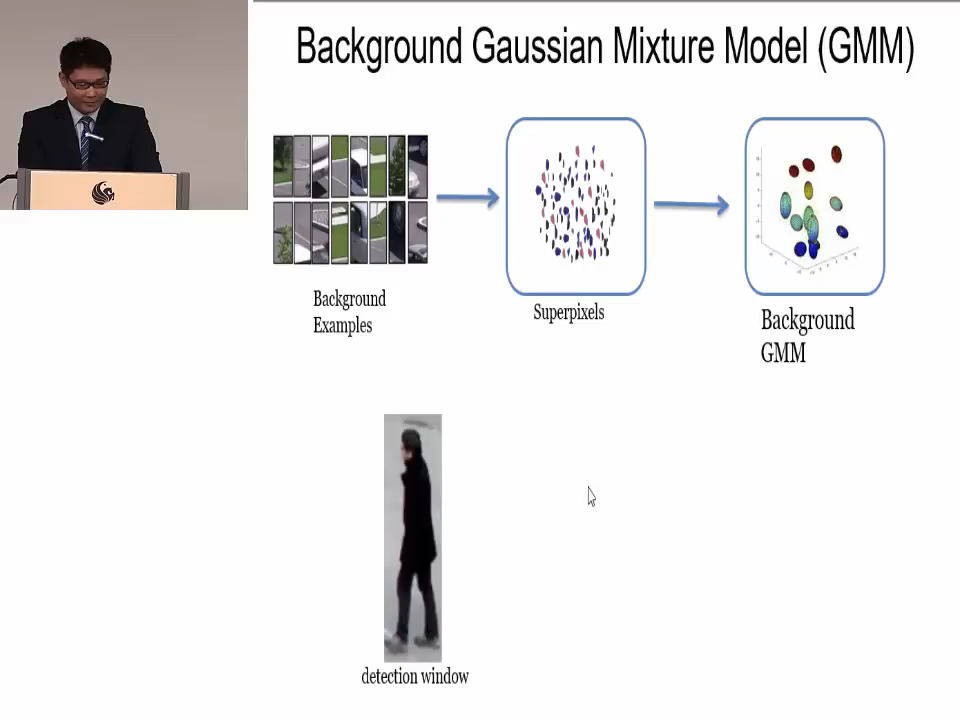 Background Gaussian Mixture Model (GMM)
Background
Examples
Superpixels
Background
GMM
detection window